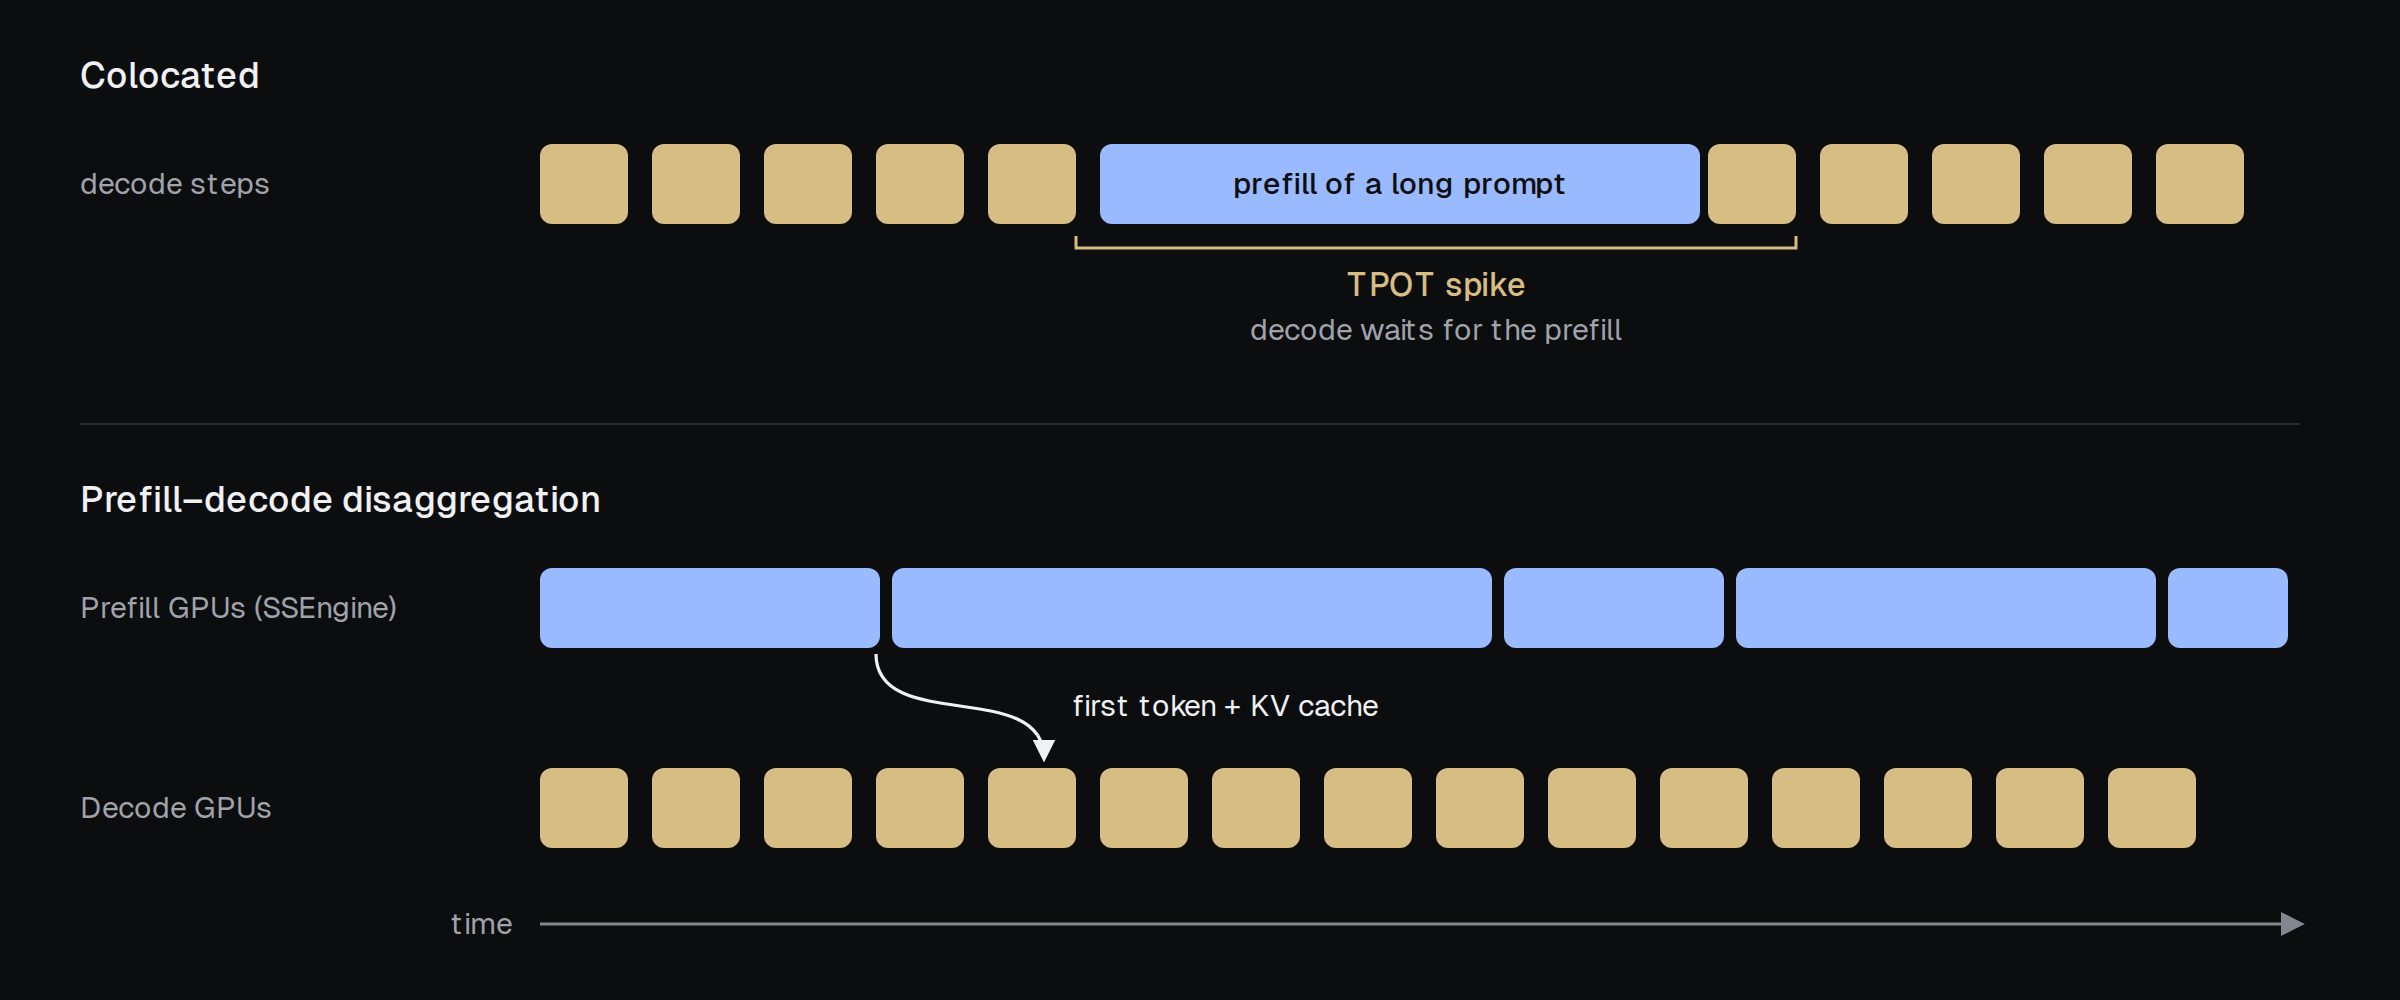 Colocated
decode steps
prefill of a long prompt
TPOT spike
decode waits for the prefill
Prefill–decode disaggregation
Prefill GPUs (SSEngine)
first token + KV cache
Decode GPUs
time